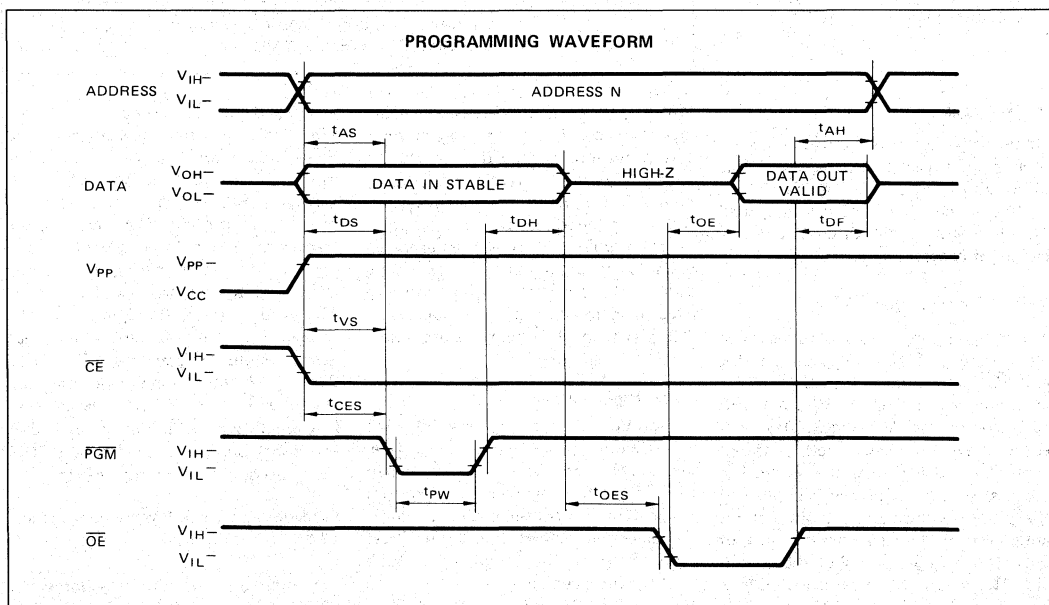 PROGRAMMING WAVEFORM
ADDRESS
VIH
VIL
ADDRESS N
tAS
tAH
DATA
VOH
VOL
DATA IN STABLE
HIGH-Z
DATA OUT
VALID
tDS
tDH
tOE
tDF
VPP
VPP
VCC
tVS
CE
VIH
VIL
tCES
PGM
VIH
VIL
tPW
tOES
OE
VIH
VIL